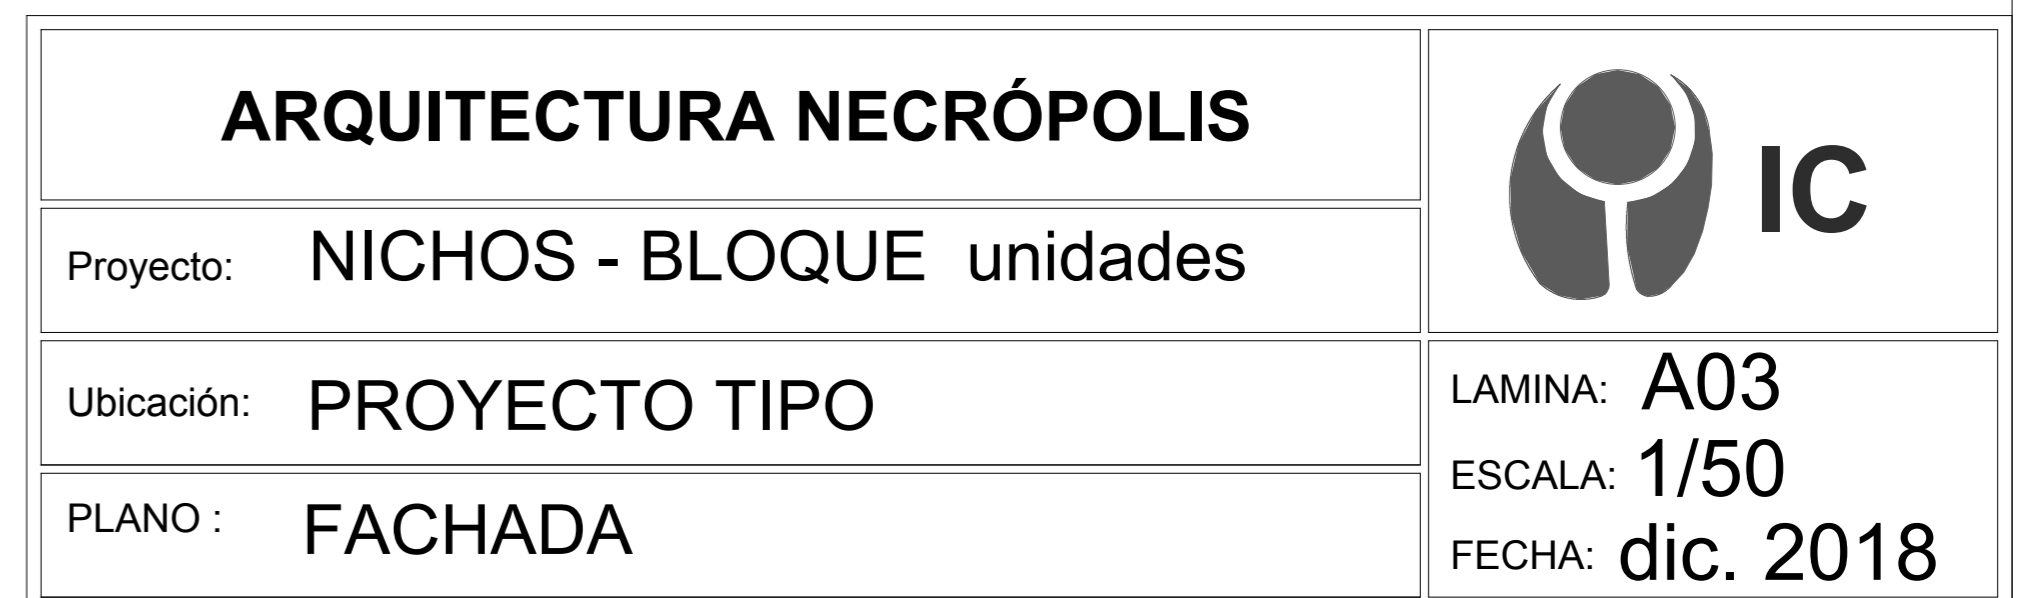 ARQUITECTURA NECRÓPOLIS
IC
Proyecto: NICHOS - BLOQUE unidades
Ubicación: PROYECTO TIPO
PLANO : FACHADA
LAMINA: A03
ESCALA: 1/50
FECHA: dic. 2018